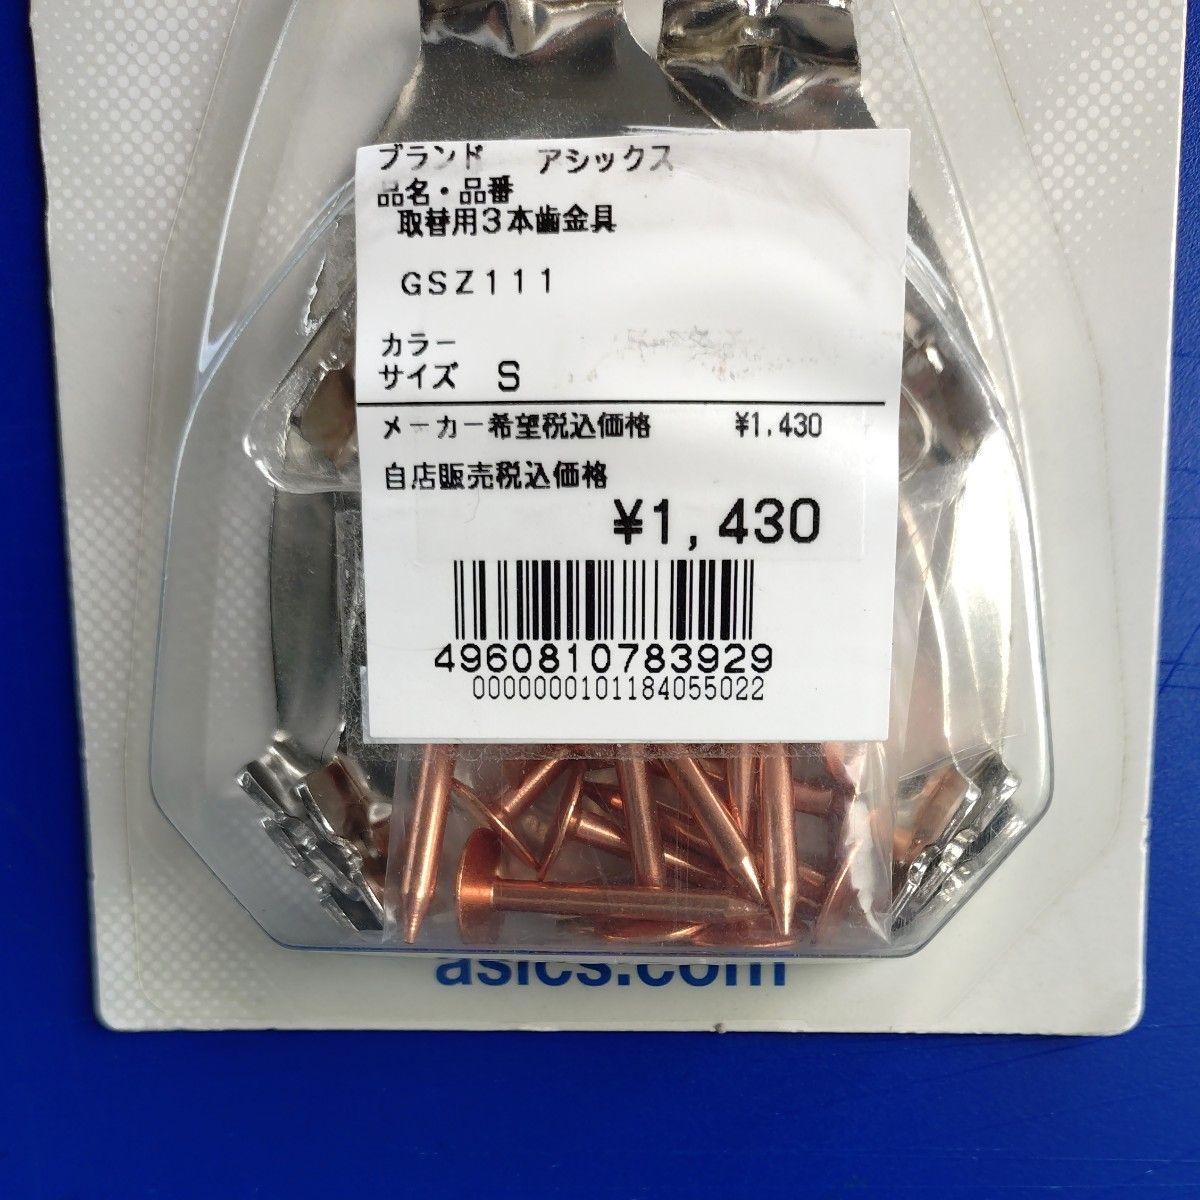 ブランド　アシックス
品名・品番
取替用3本歯金具
GSZ111
カラー
サイズ　S
メーカー希望税込価格　¥1,430
自店販売税込価格
¥1,430
4960810783929
0000000101184055022
asics.com